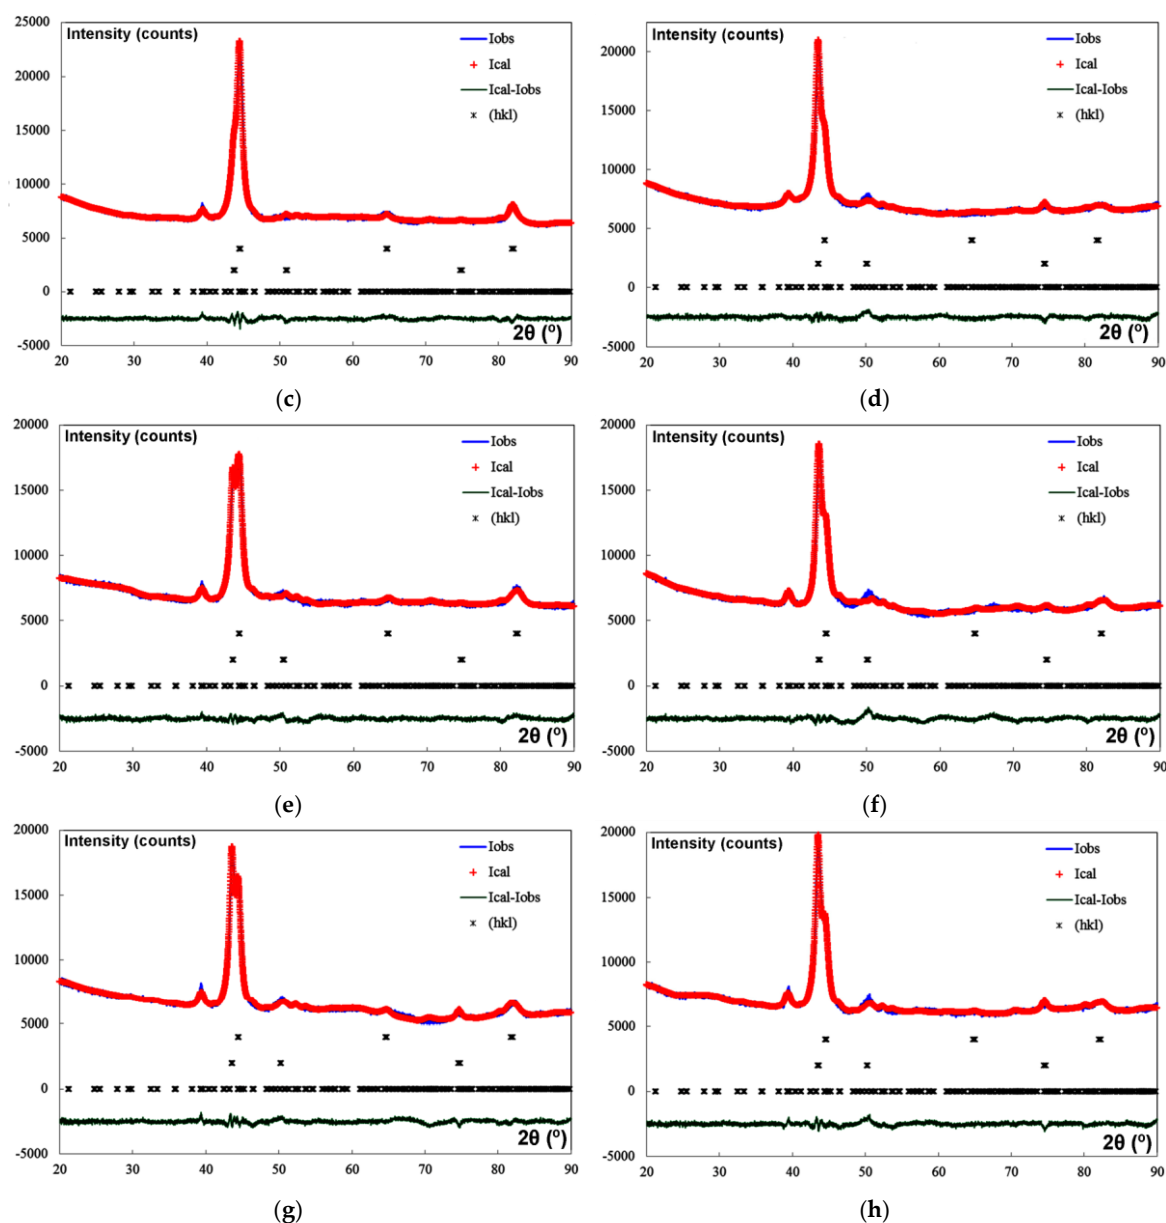 Intensity (counts)
25000
20000
15000
10000
5000
0
-5000
Iobs
Ical
Ical-Iobs
(hkl)
2θ (º)
20 30 40 50 60 70 80 90
(c)
Intensity (counts)
20000
15000
10000
5000
0
-5000
Iobs
Ical
Ical-Iobs
(hkl)
2θ (º)
20 30 40 50 60 70 80 90
(d)
Intensity (counts)
20000
15000
10000
5000
0
-5000
Iobs
Ical
Ical-Iobs
(hkl)
2θ (º)
20 30 40 50 60 70 80 90
(e)
Intensity (counts)
20000
15000
10000
5000
0
-5000
Iobs
Ical
Ical-Iobs
(hkl)
2θ (º)
20 30 40 50 60 70 80 90
(f)
Intensity (counts)
20000
15000
10000
5000
0
-5000
Iobs
Ical
Ical-Iobs
(hkl)
2θ (º)
20 30 40 50 60 70 80 90
(g)
Intensity (counts)
20000
15000
10000
5000
0
-5000
Iobs
Ical
Ical-Iobs
(hkl)
2θ (º)
20 30 40 50 60 70 80 90
(h)